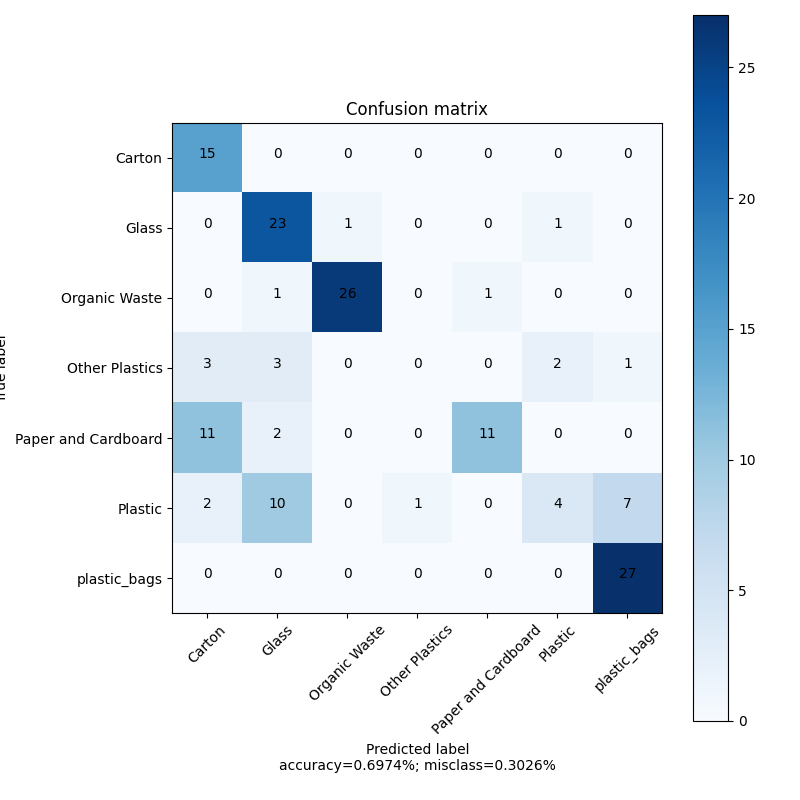 Confusion matrix
Carton 15 0 0 0 0 0 0
Glass 0 23 1 0 0 1 0
Organic Waste 0 1 26 0 1 0 0
Other Plastics 3 3 0 0 0 2 1
Paper and Cardboard 11 2 0 0 11 0 0
Plastic 2 10 0 1 0 4 7
plastic_bags 0 0 0 0 0 0 27
Carton Glass Organic Waste Other Plastics Paper and Cardboard Plastic plastic_bags
Predicted label
accuracy=0.6974%; misclass=0.3026%
label
25
20
15
10
5
0